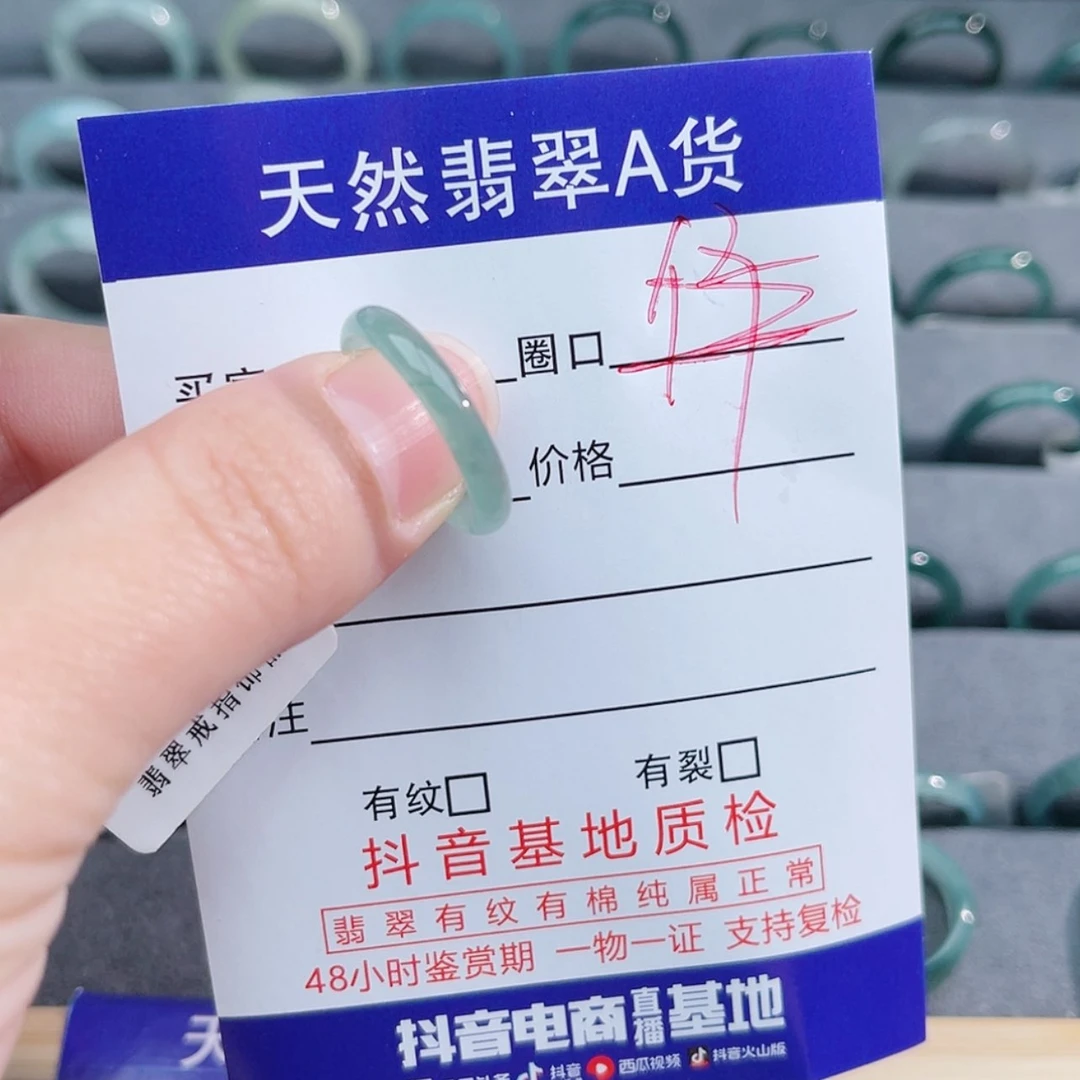 天然翡翠A货
圈口
价格
注
有纹□ 有裂□
抖音基地质检
翡翠有纹有棉纯属正常
48小时鉴赏期 一物一证 支持复检
抖音电商直播基地
抖音 西瓜视频 抖音火山版
翡翠戒指饰
天